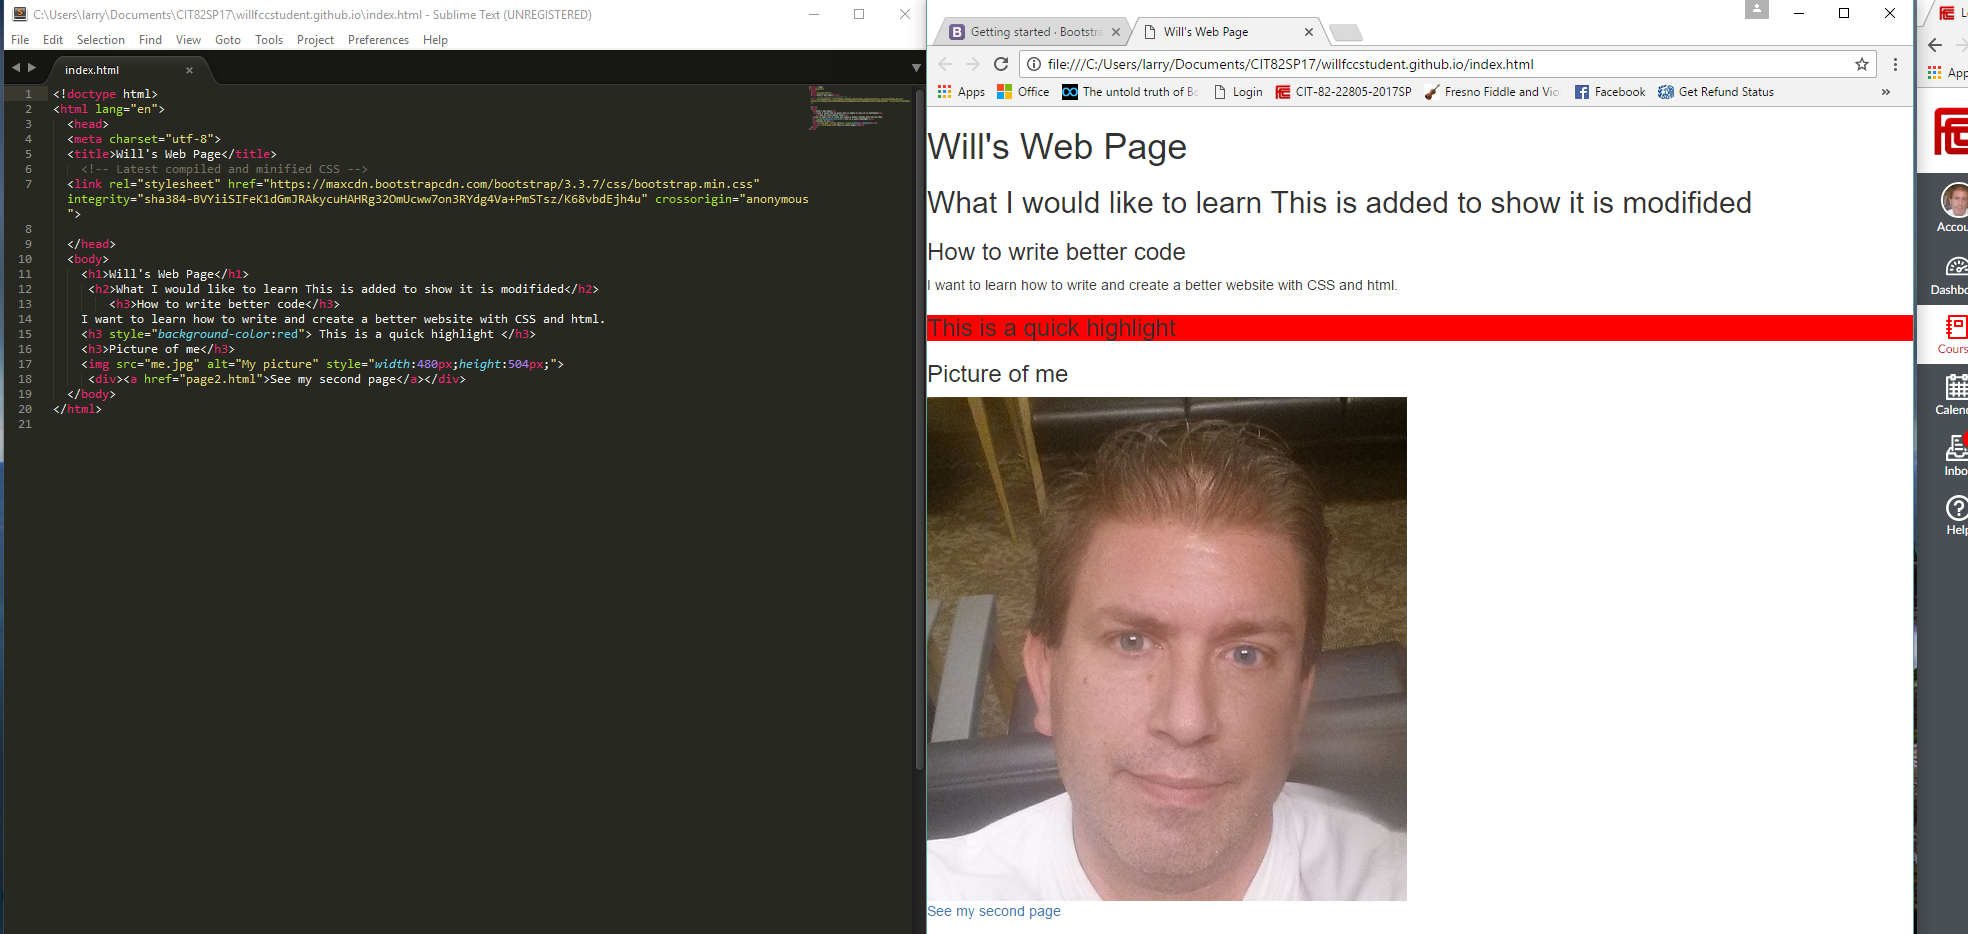 C:\Users\larry\Documents\CIT82SP17\willfccstudent.github.io\index.html - Sublime Text (UNREGISTERED)
File Edit Selection Find View Goto Tools Project Preferences Help
index.html
1 <!doctype html>
2 <html lang="en">
3 <head>
4 <meta charset="utf-8">
5 <title>Will's Web Page</title>
6 <!-- Latest compiled and minified CSS -->
7 <link rel="stylesheet" href="https://maxcdn.bootstrapcdn.com/bootstrap/3.3.7/css/bootstrap.min.css"
integrity="sha384-BVYiiSIFeK1dGmJRAkycuHAHRg32OmUcww7on3RYdg4Va+PmSTsz/K68vbdEjh4u" crossorigin="anonymous
">
8
9 </head>
10 <body>
11 <h1>Will's Web Page</h1>
12 <h2>What I would like to learn This is added to show it is modifided</h2>
13 <h3>How to write better code</h3>
14 I want to learn how to write and create a better website with CSS and html.
15 <h3 style="background-color:red"> This is a quick highlight </h3>
16 <h3>Picture of me</h3>
17 <img src="me.jpg" alt="My picture" style="width:480px;height:504px;">
18 <div><a href="page2.html">See my second page</a></div>
19 </body>
20 </html>
21
Getting started · Bootstra
Will's Web Page
file:///C:/Users/larry/Documents/CIT82SP17/willfccstudent.github.io/index.html
Apps Office The untold truth of Bo Login CIT-82-22805-2017SP Fresno Fiddle and Vio Facebook Get Refund Status »
Will's Web Page
What I would like to learn This is added to show it is modifided
How to write better code
I want to learn how to write and create a better website with CSS and html.
This is a quick highlight
Picture of me
See my second page
App
Accou
Dashbo
Cours
Calend
Inbo
Help